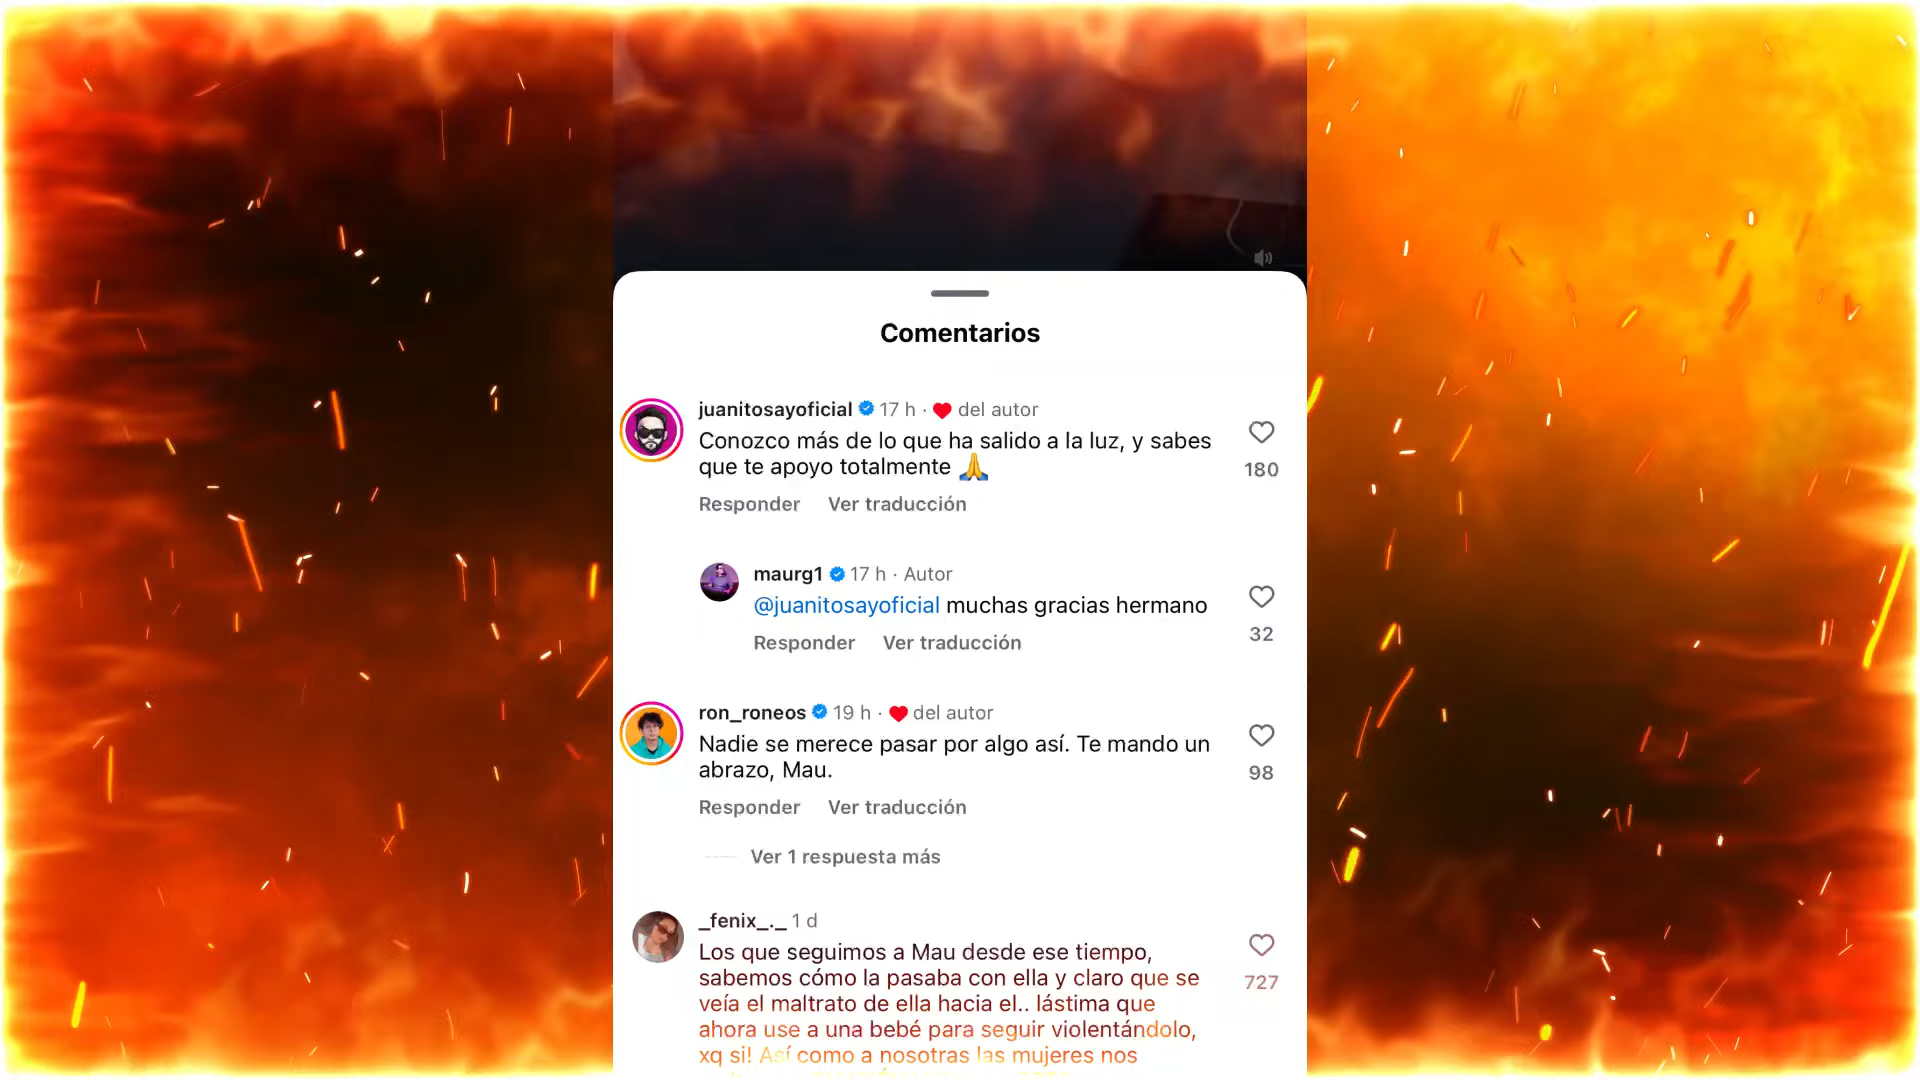 Comentarios
juanitosayoficial 17 h · ❤️ del autor
Conozco más de lo que ha salido a la luz, y sabes
que te apoyo totalmente 🙏
180
Responder Ver traducción
maurg1 17 h · Autor
@juanitosayoficial muchas gracias hermano
32
Responder Ver traducción
ron_roneos 19 h · ❤️ del autor
Nadie se merece pasar por algo así. Te mando un
abrazo, Mau.
98
Responder Ver traducción
Ver 1 respuesta más
_fenix_._ 1 d
Los que seguimos a Mau desde ese tiempo,
sabemos cómo la pasaba con ella y claro que se
veía el maltrato de ella hacia el.. lástima que
ahora use a una bebé para seguir violentándolo,
xq si! Así como a nosotras las mujeres nos
727